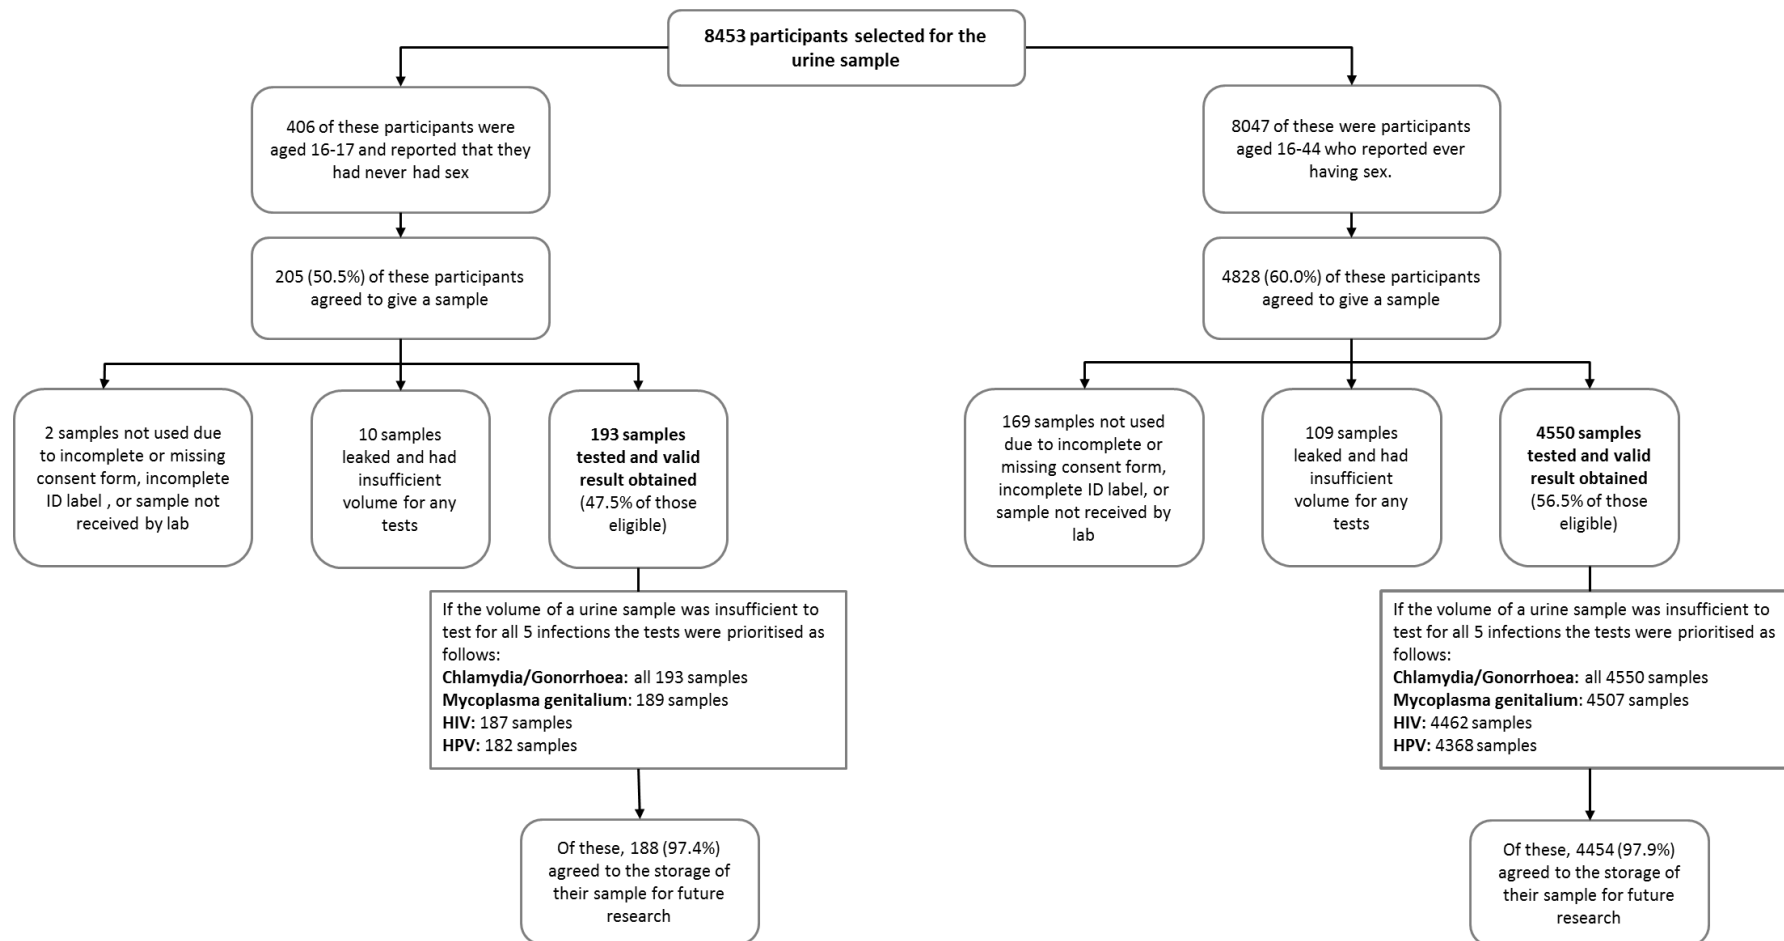 8453 participants selected for the
urine sample
406 of these participants were
aged 16-17 and reported that they
had never had sex
8047 of these were participants
aged 16-44 who reported ever
having sex.
205 (50.5%) of these participants
agreed to give a sample
4828 (60.0%) of these participants
agreed to give a sample
2 samples not used due
to incomplete or missing
consent form, incomplete
ID label , or sample not
received by lab
10 samples
leaked and had
insufficient
volume for any
tests
193 samples
tested and valid
result obtained
(47.5% of those
eligible)
169 samples not used
due to incomplete or
missing consent form,
incomplete ID label, or
sample not received by
lab
109 samples
leaked and had
insufficient
volume for any
tests
4550 samples
tested and valid
result obtained
(56.5% of those
eligible)
If the volume of a urine sample was insufficient to
test for all 5 infections the tests were prioritised as
follows:
Chlamydia/Gonorrhoea: all 193 samples
Mycoplasma genitalium: 189 samples
HIV: 187 samples
HPV: 182 samples
If the volume of a urine sample was insufficient to
test for all 5 infections the tests were prioritised as
follows:
Chlamydia/Gonorrhoea: all 4550 samples
Mycoplasma genitalium: 4507 samples
HIV: 4462 samples
HPV: 4368 samples
Of these, 188 (97.4%)
agreed to the storage of
their sample for future
research
Of these, 4454 (97.9%)
agreed to the storage of
their sample for future
research